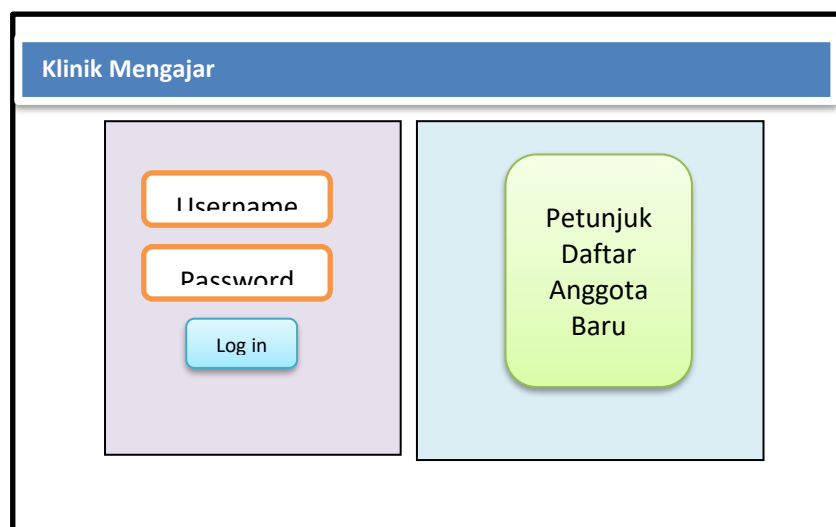 Klinik Mengajar
Username
Password
Log in
Petunjuk
Daftar
Anggota
Baru